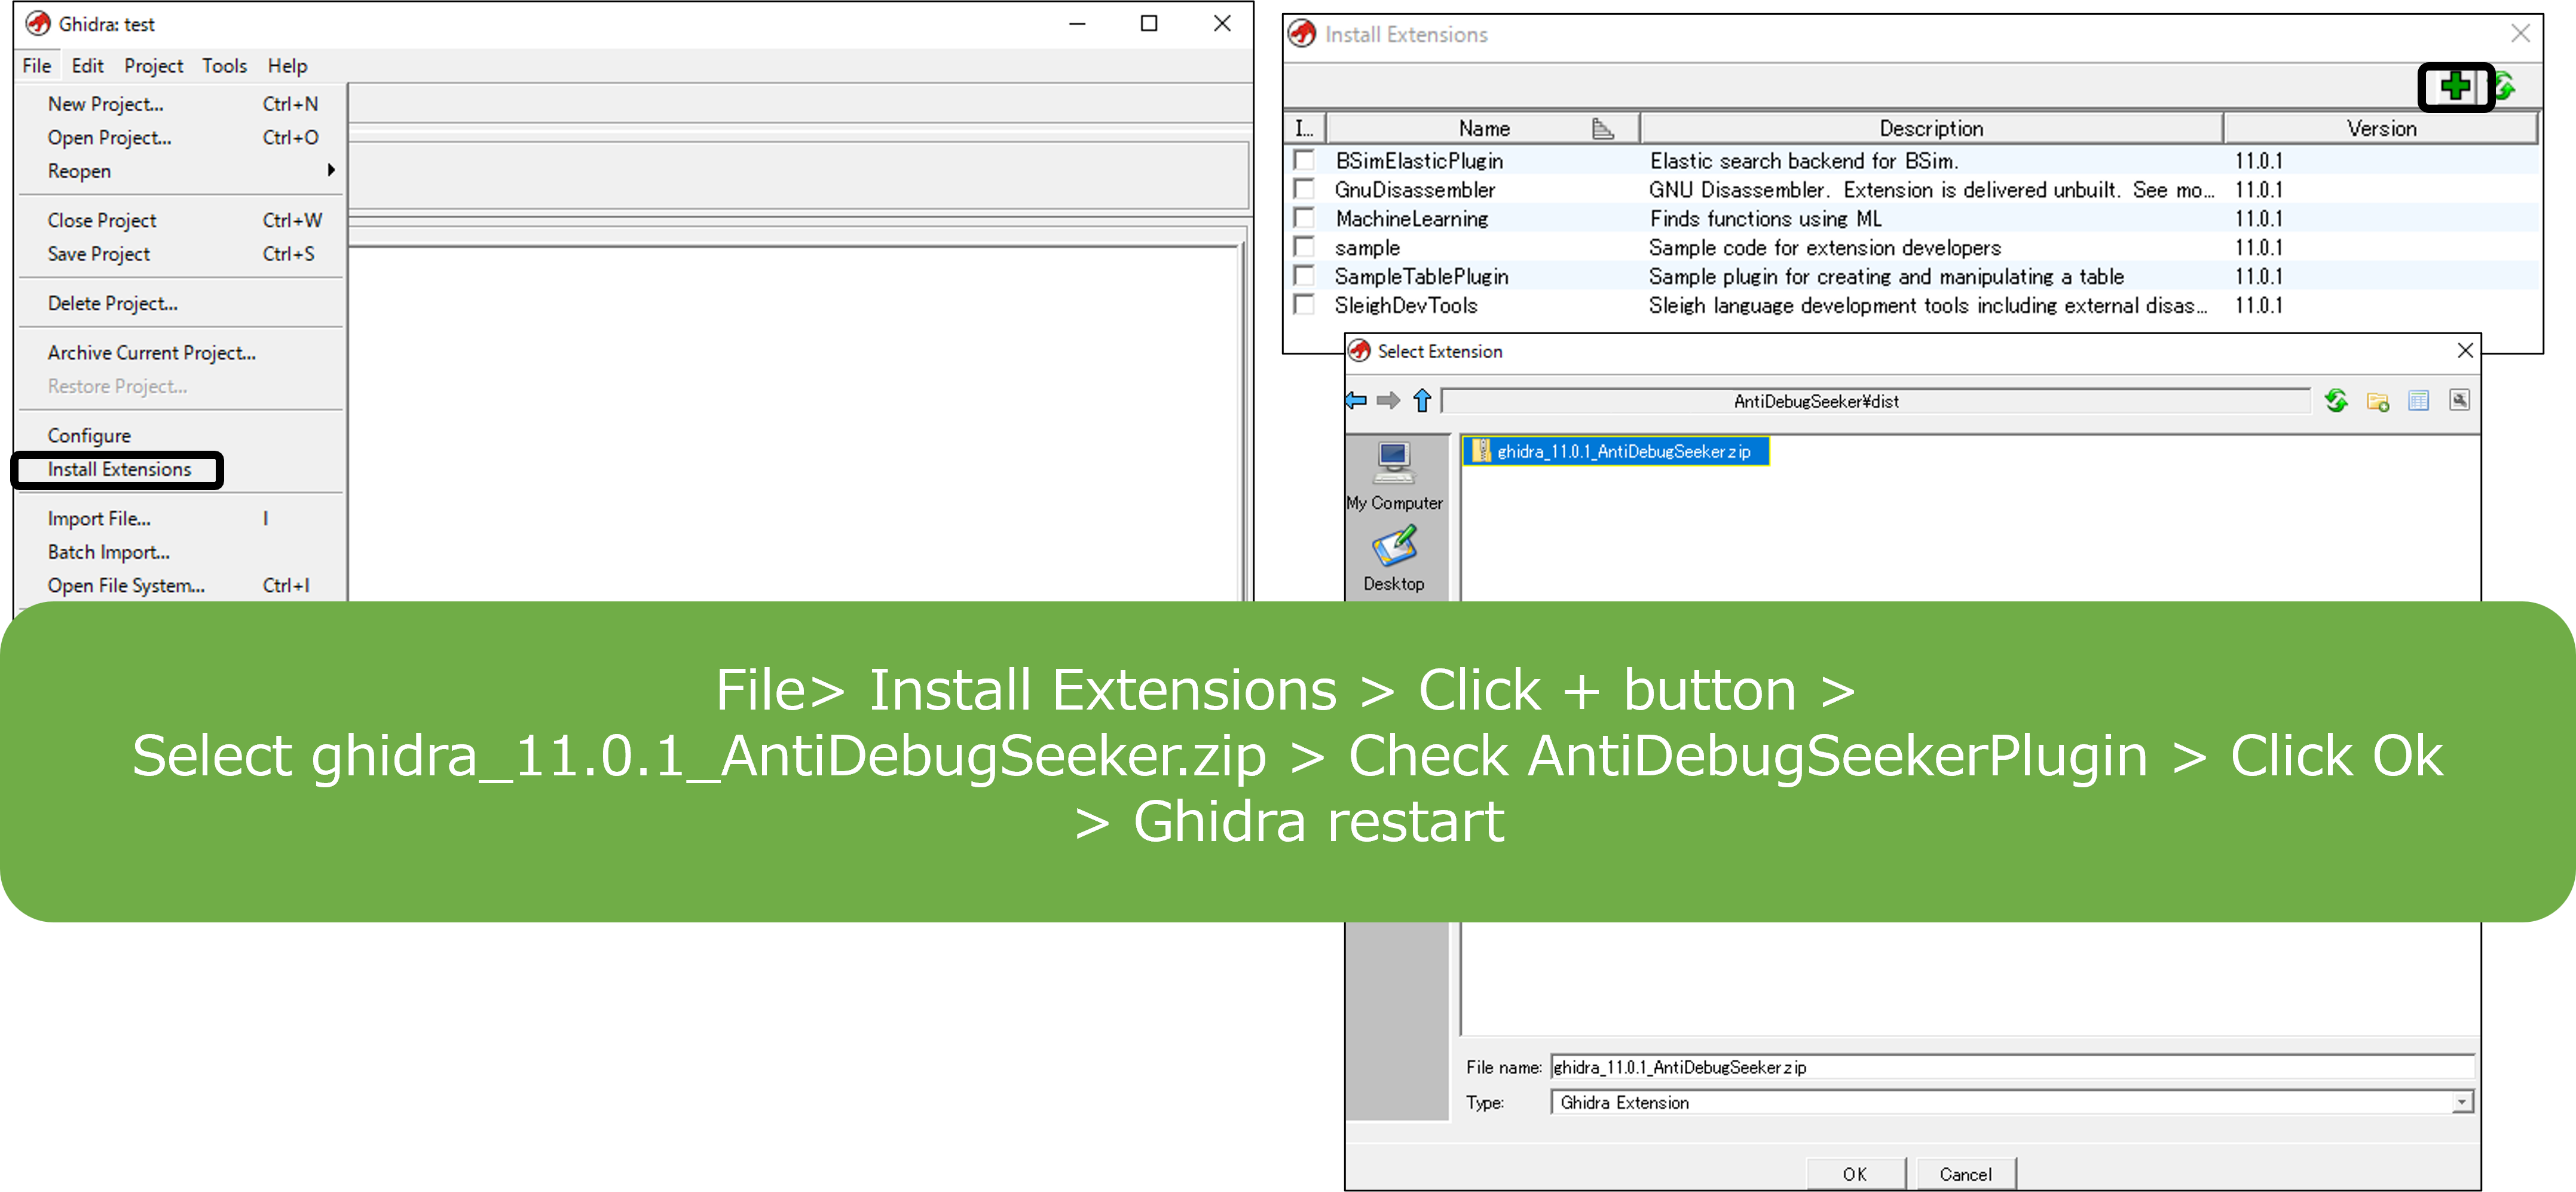 Ghidra: test
File Edit Project Tools Help
New Project... Ctrl+N
Open Project... Ctrl+O
Reopen
Close Project Ctrl+W
Save Project Ctrl+S
Delete Project...
Archive Current Project...
Restore Project...
Configure
Install Extensions
Import File... I
Batch Import...
Open File System... Ctrl+I
Install Extensions
I... Name Description Version
BSimElasticPlugin Elastic search backend for BSim. 11.0.1
GnuDisassembler GNU Disassembler. Extension is delivered unbuilt. See mo... 11.0.1
MachineLearning Finds functions using ML 11.0.1
sample Sample code for extension developers 11.0.1
SampleTablePlugin Sample plugin for creating and manipulating a table 11.0.1
SleighDevTools Sleigh language development tools including external disas... 11.0.1
Select Extension
AntiDebugSeeker¥dist
ghidra_11.0.1_AntiDebugSeeker.zip
My Computer
Desktop
File> Install Extensions > Click + button >
Select ghidra_11.0.1_AntiDebugSeeker.zip > Check AntiDebugSeekerPlugin > Click Ok
> Ghidra restart
File name: ghidra_11.0.1_AntiDebugSeeker.zip
Type: Ghidra Extension
OK Cancel